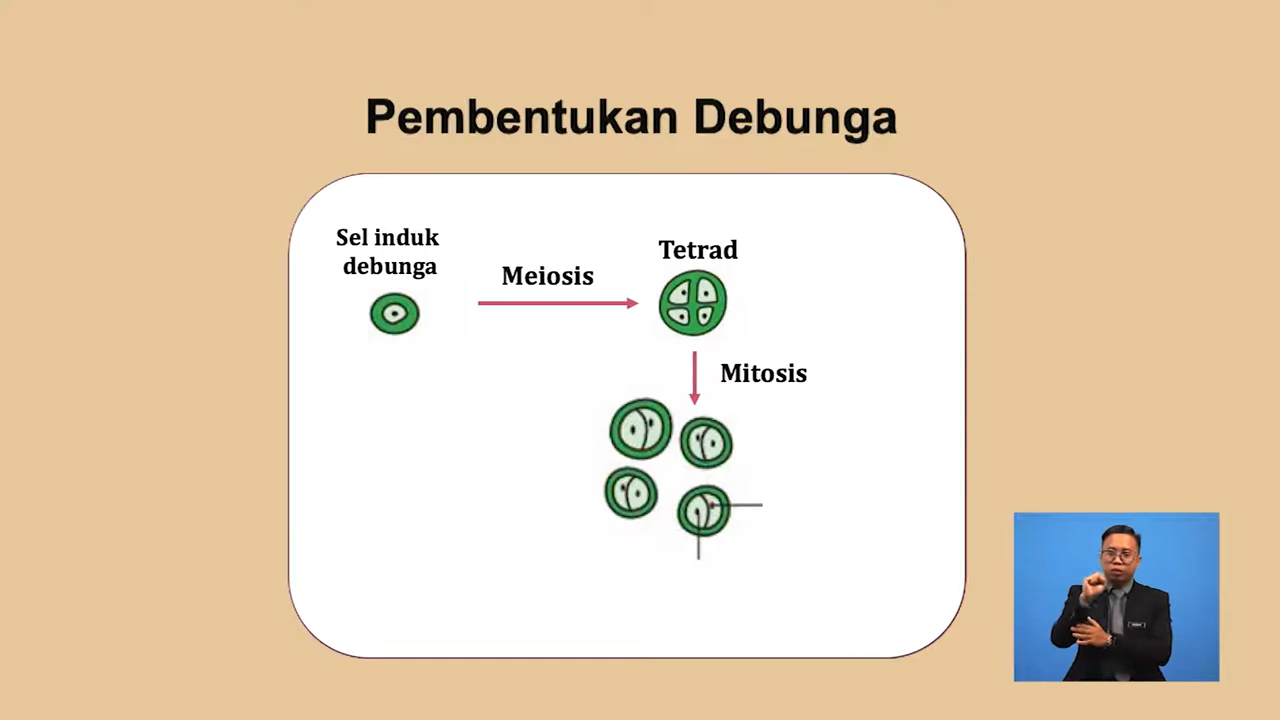 Pembentukan Debunga
Sel induk
debunga
Meiosis
Tetrad
Mitosis